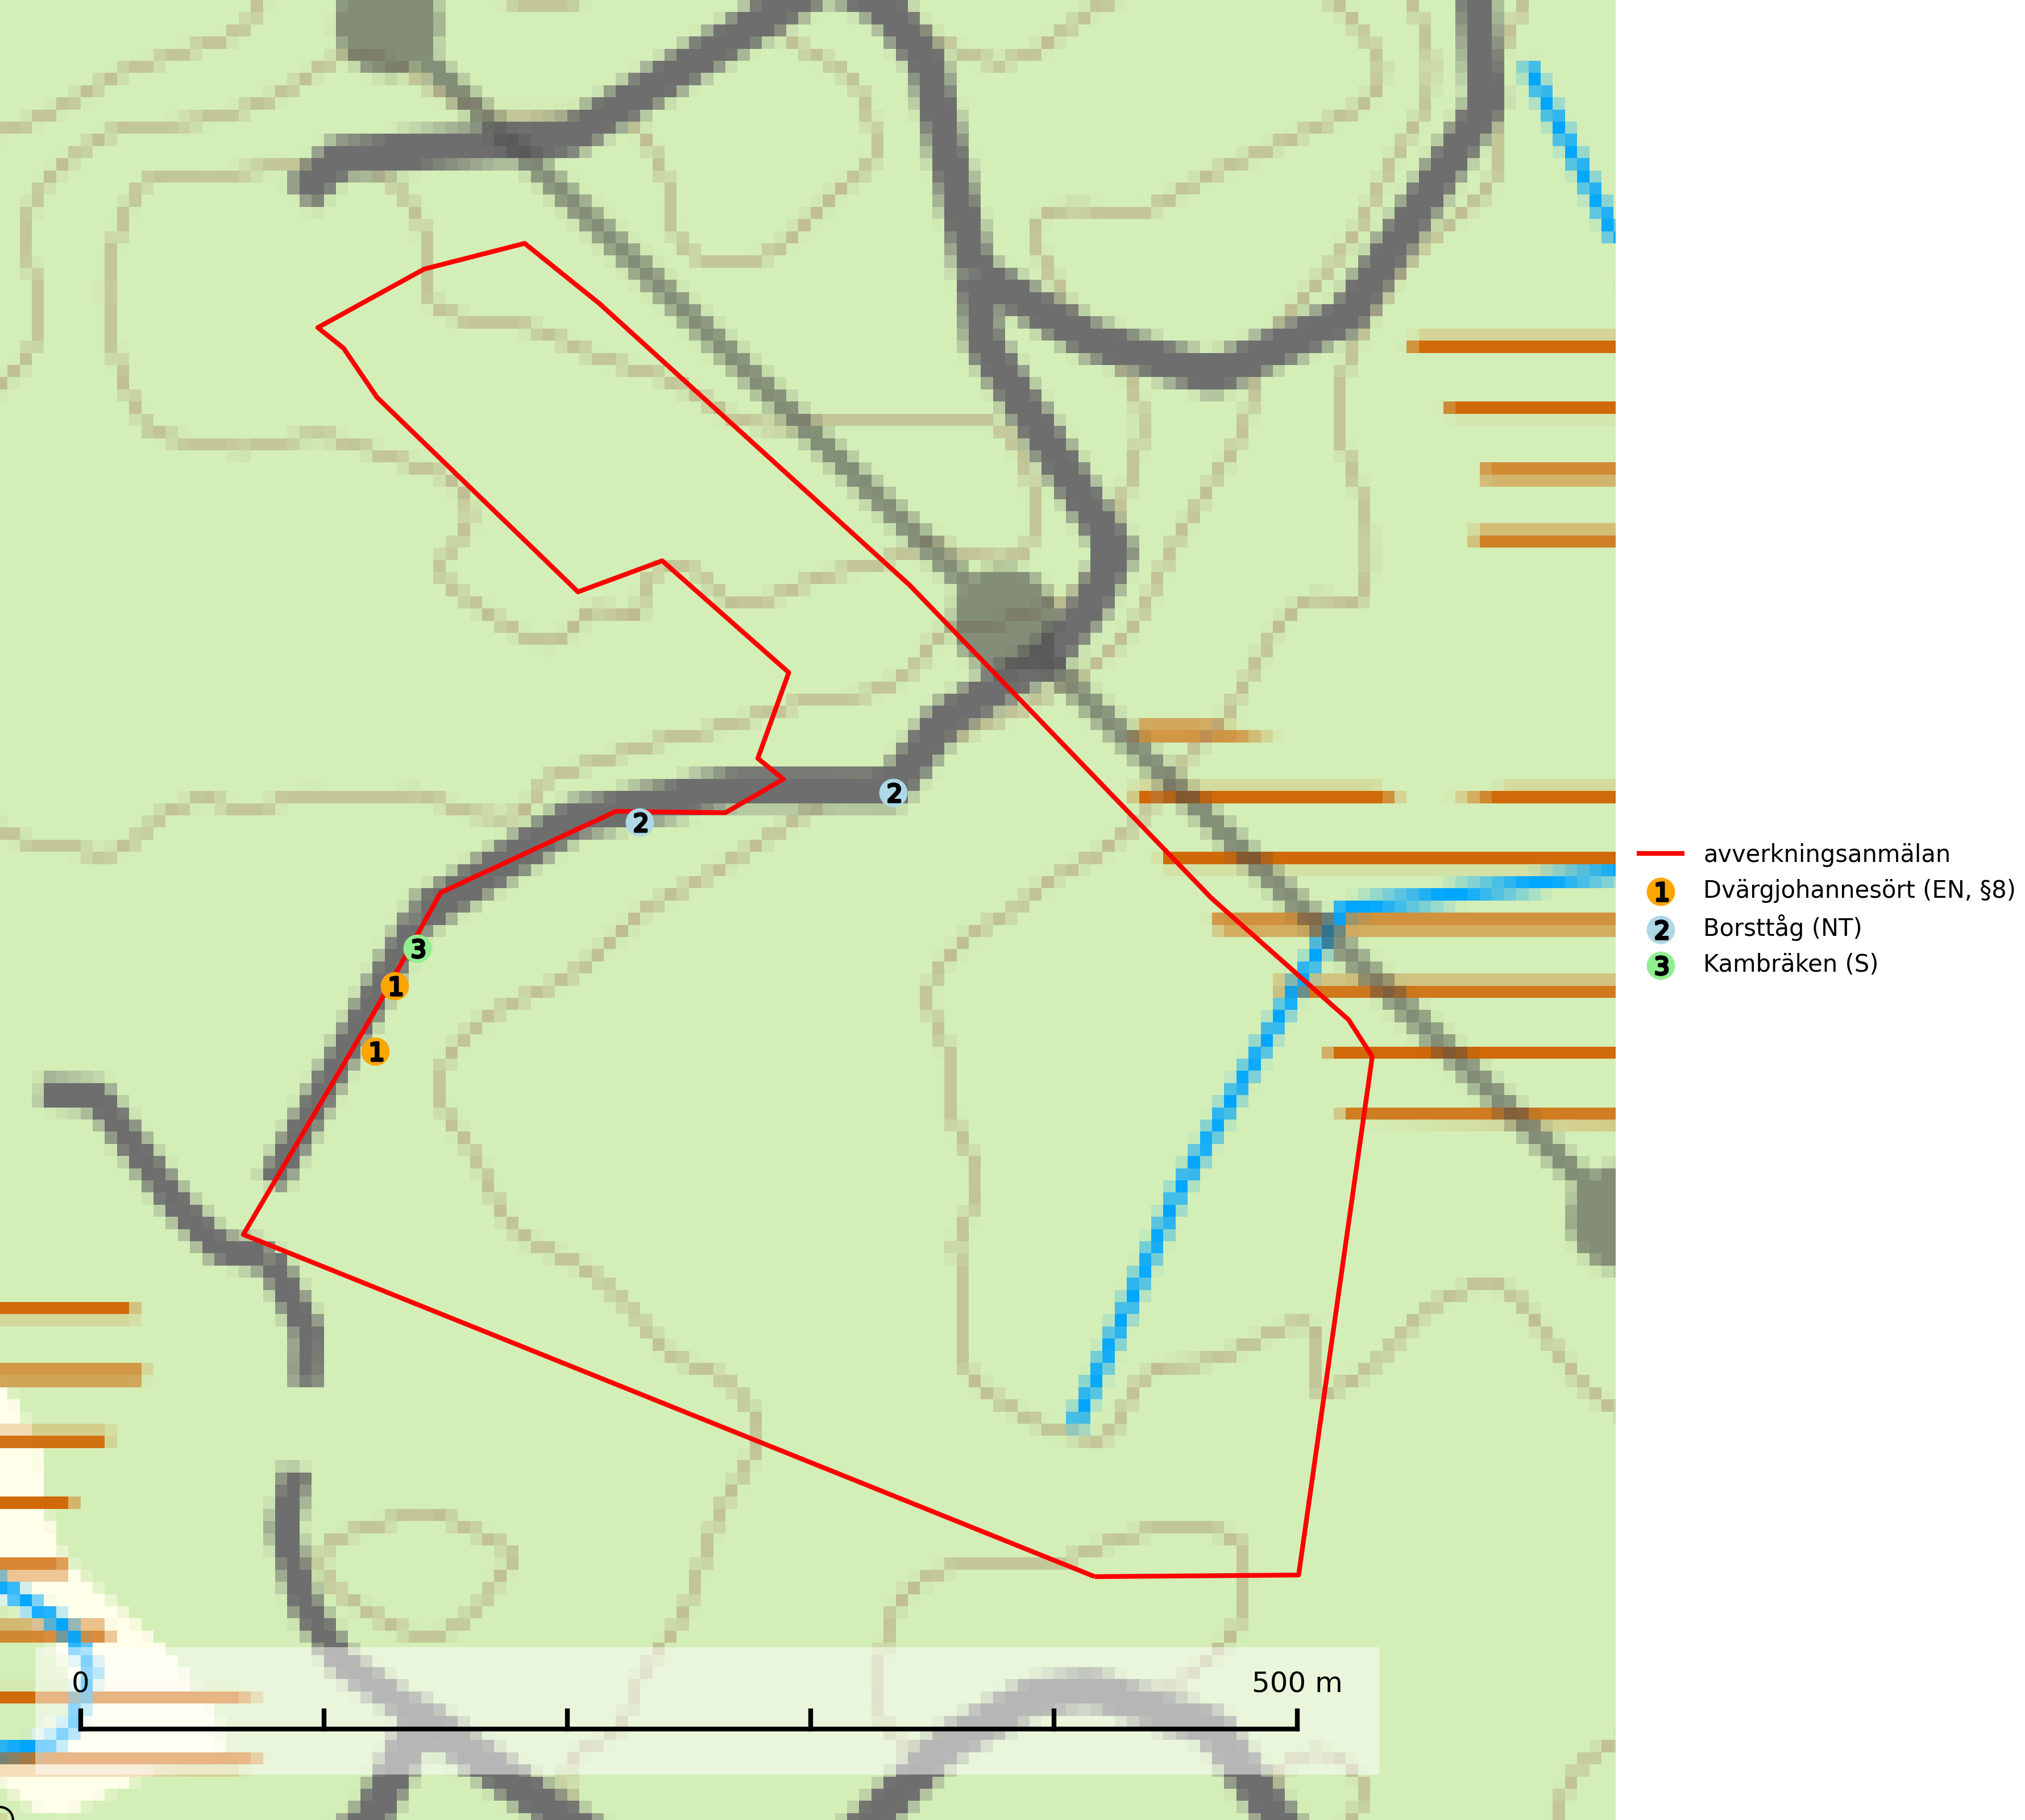 2
2
3
1
1
avverkningsanmälan
1 Dvärgjohannesört (EN, §8)
2 Borsttåg (NT)
3 Kambräken (S)
0 500 m